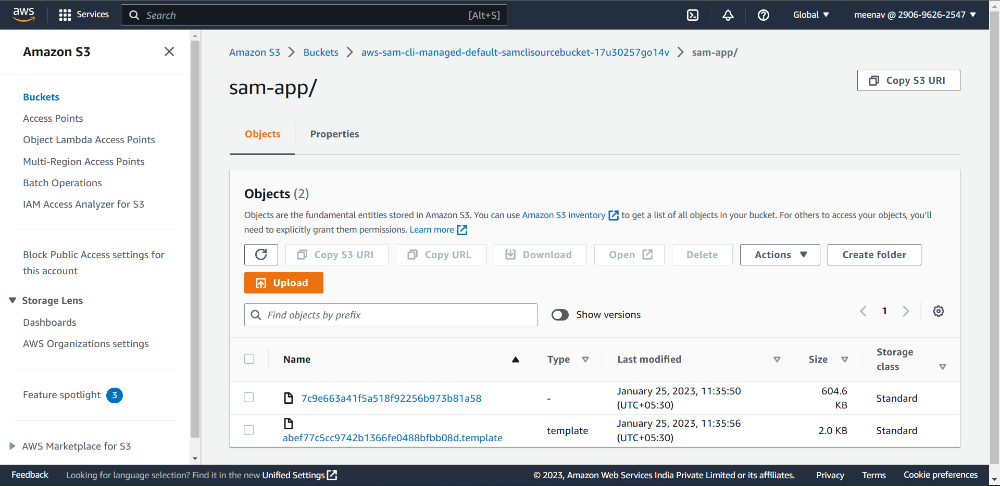 aws
Services
Search [Alt+S]
Global
meenav @ 2906-9626-2547
Amazon S3
Buckets
Access Points
Object Lambda Access Points
Multi-Region Access Points
Batch Operations
IAM Access Analyzer for S3
Block Public Access settings for
this account
Storage Lens
Dashboards
AWS Organizations settings
Feature spotlight 3
AWS Marketplace for S3
Amazon S3 Buckets aws-sam-cli-managed-default-samclisourcebucket-17u30257go14v sam-app/
sam-app/
Copy S3 URI
Objects Properties
Objects (2)
Objects are the fundamental entities stored in Amazon S3. You can use Amazon S3 inventory to get a list of all objects in your bucket. For others to access your objects, you'll
need to explicitly grant them permissions. Learn more
Copy S3 URI Copy URL Download Open Delete Actions Create folder
Upload
Find objects by prefix Show versions 1
Name Type Last modified Size Storage
class
7c9e663a41f5a518f92256b973b81a58 - January 25, 2023, 11:35:50
(UTC+05:30) 604.6
KB Standard
abef77c5cc9742b1366fe0488bfbb08d.template template January 25, 2023, 11:35:56
(UTC+05:30) 2.0 KB Standard
Feedback Looking for language selection? Find it in the new Unified Settings © 2023, Amazon Web Services India Private Limited or its affiliates. Privacy Terms Cookie preferences